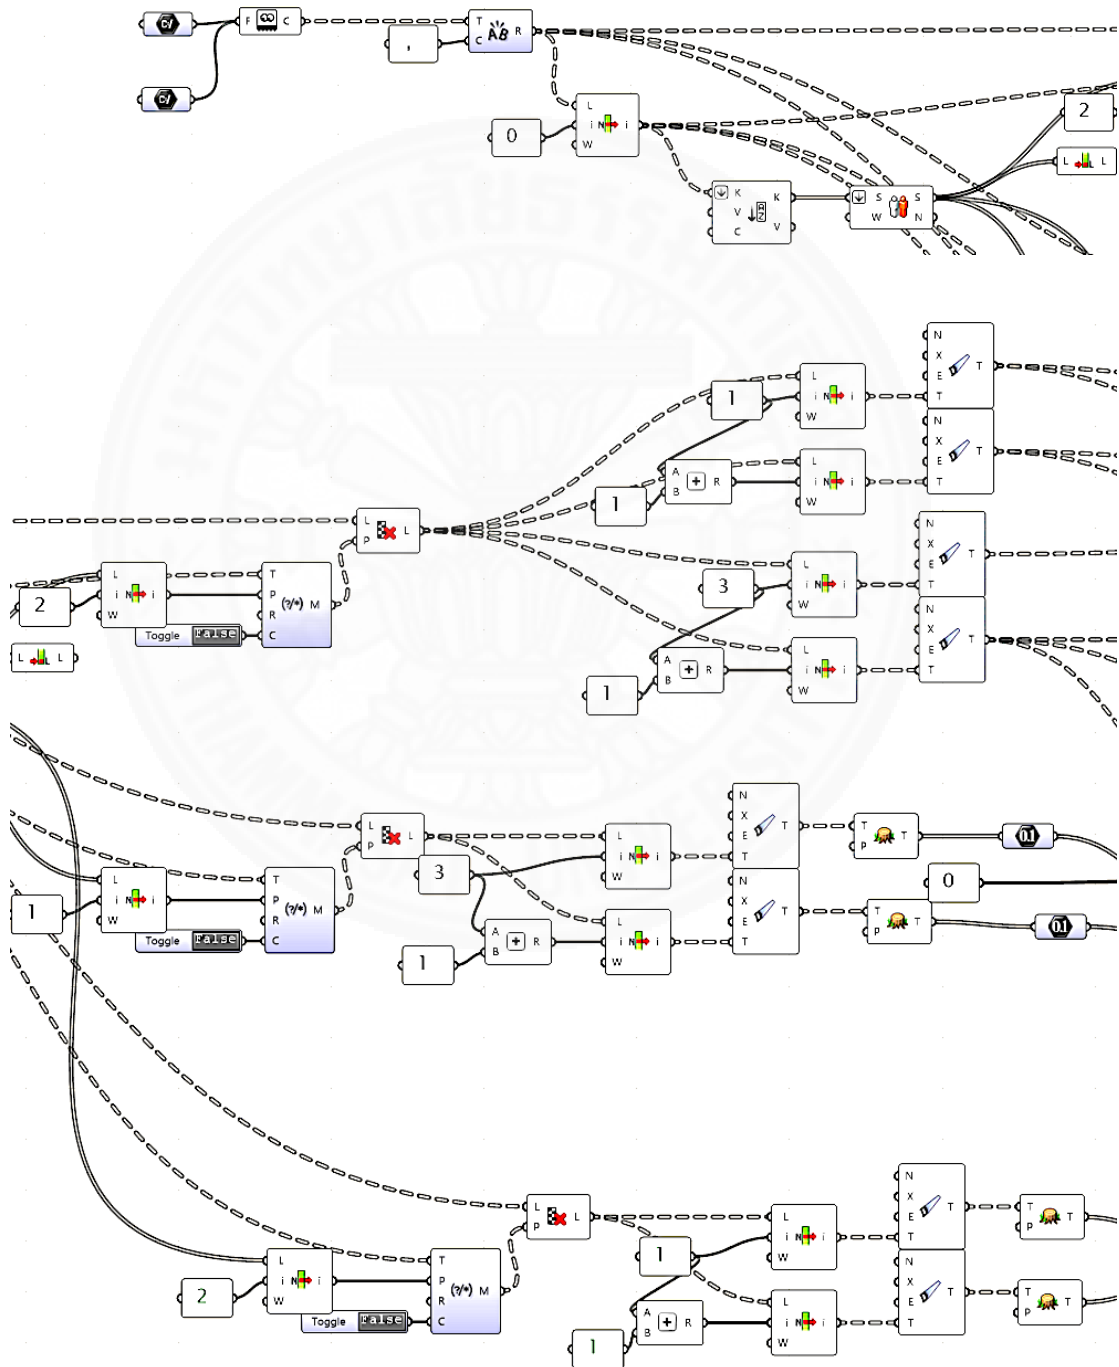 F C
,
T C R
0
L i W i
K V C K V
S W S N
2
L L
N X E T T
1
L i W i
N X E T T
1
A B R
L i W i
L P L
N X E T T
2
L i W i
T P R C (?/*) M
3
L i W i
N X E T T
Toggle False
L L
1
A B R
L i W i
N X E T T
L P L
3
L i W i
T P T
0.1
1
L i W i
T P R C (?/*) M
N X E T T
0
Toggle False
1
A B R
L i W i
T P T
0.1
N X E T T
L P L
1
L i W i
T P T
2
L i W i
T P R C (?/*) M
N X E T T
Toggle False
1
A B R
L i W i
T P T